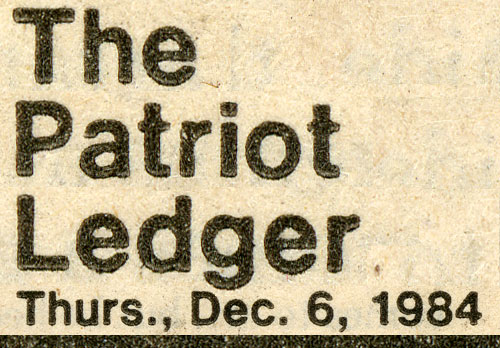 The
Patriot
Ledger
Thurs., Dec. 6, 1984